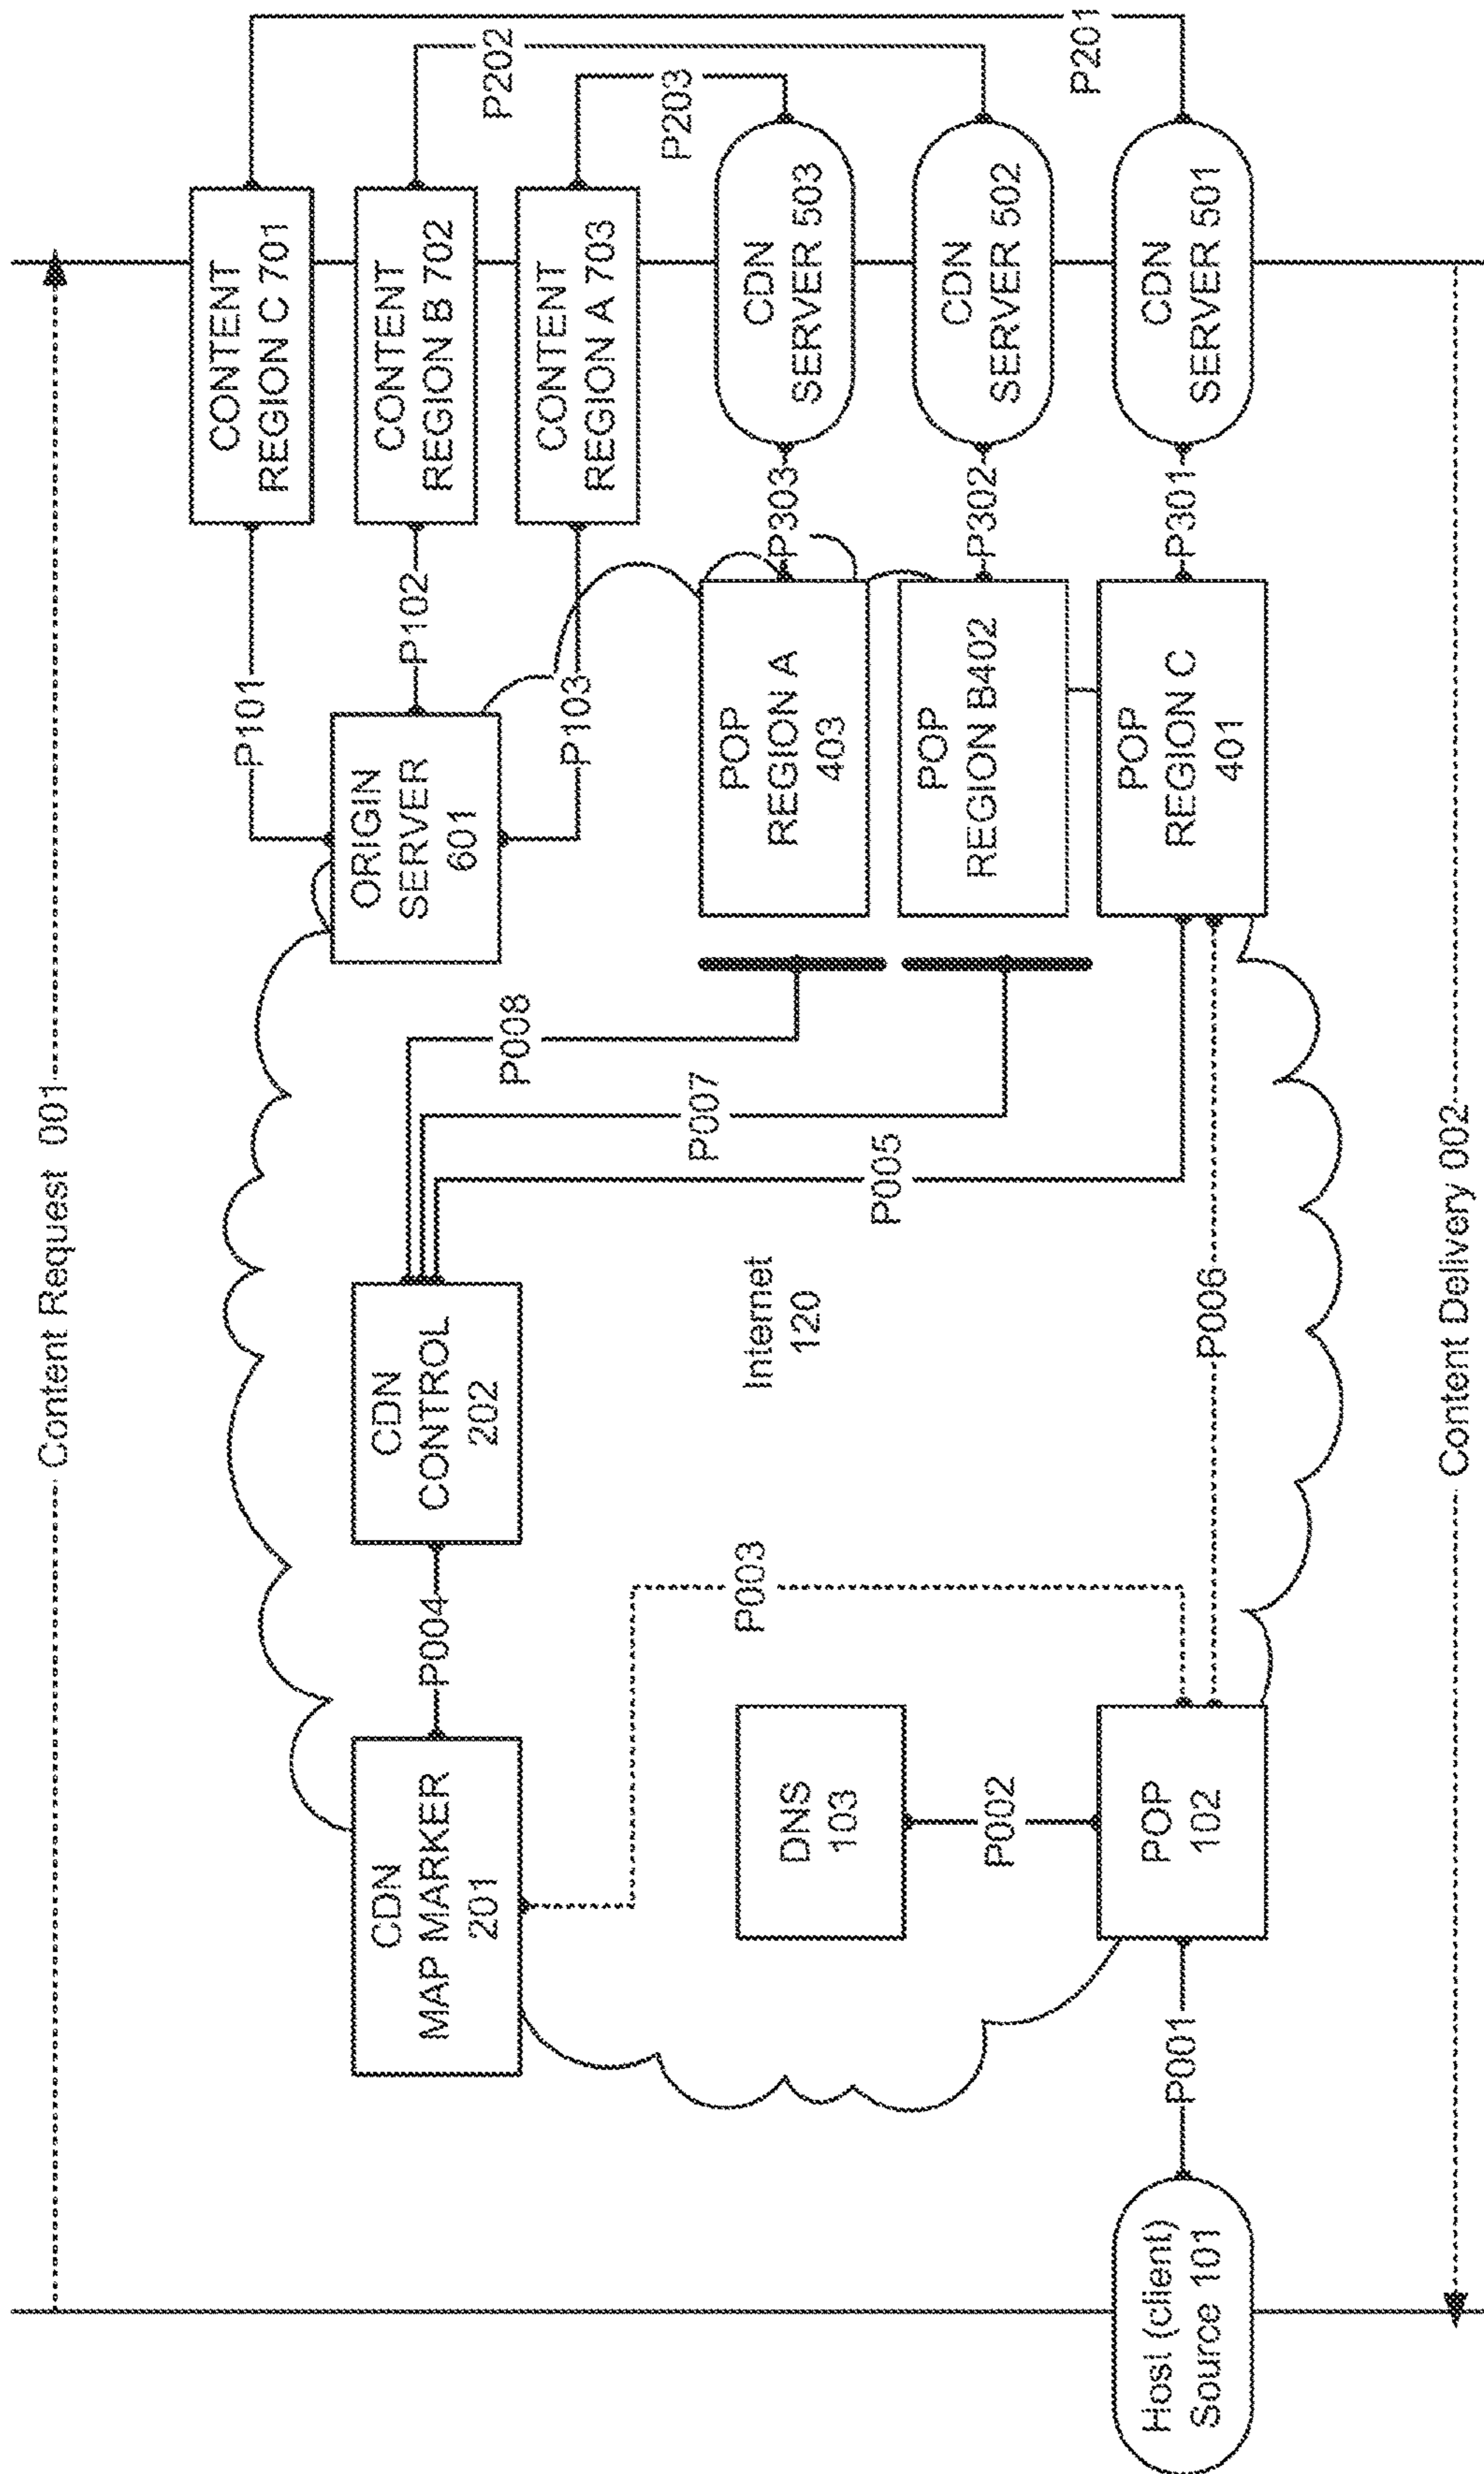 Content Request 001
P201
P202
P203
CONTENT
REGION C 701
CONTENT
REGION B 702
CONTENT
REGION A 703
CDN
SERVER 503
CDN
SERVER 502
CDN
SERVER 501
P101
P102
P103
P303
P302
P301
ORIGIN
SERVER
601
POP
REGION A
403
POP
REGION B402
POP
REGION C
401
P008
P007
P005
CDN
CONTROL
202
Internet
120
P006
P004
P003
CDN
MAP MARKER
201
DNS
103
P002
POP
102
P001
Host (client)
Source 101
Content Delivery 002